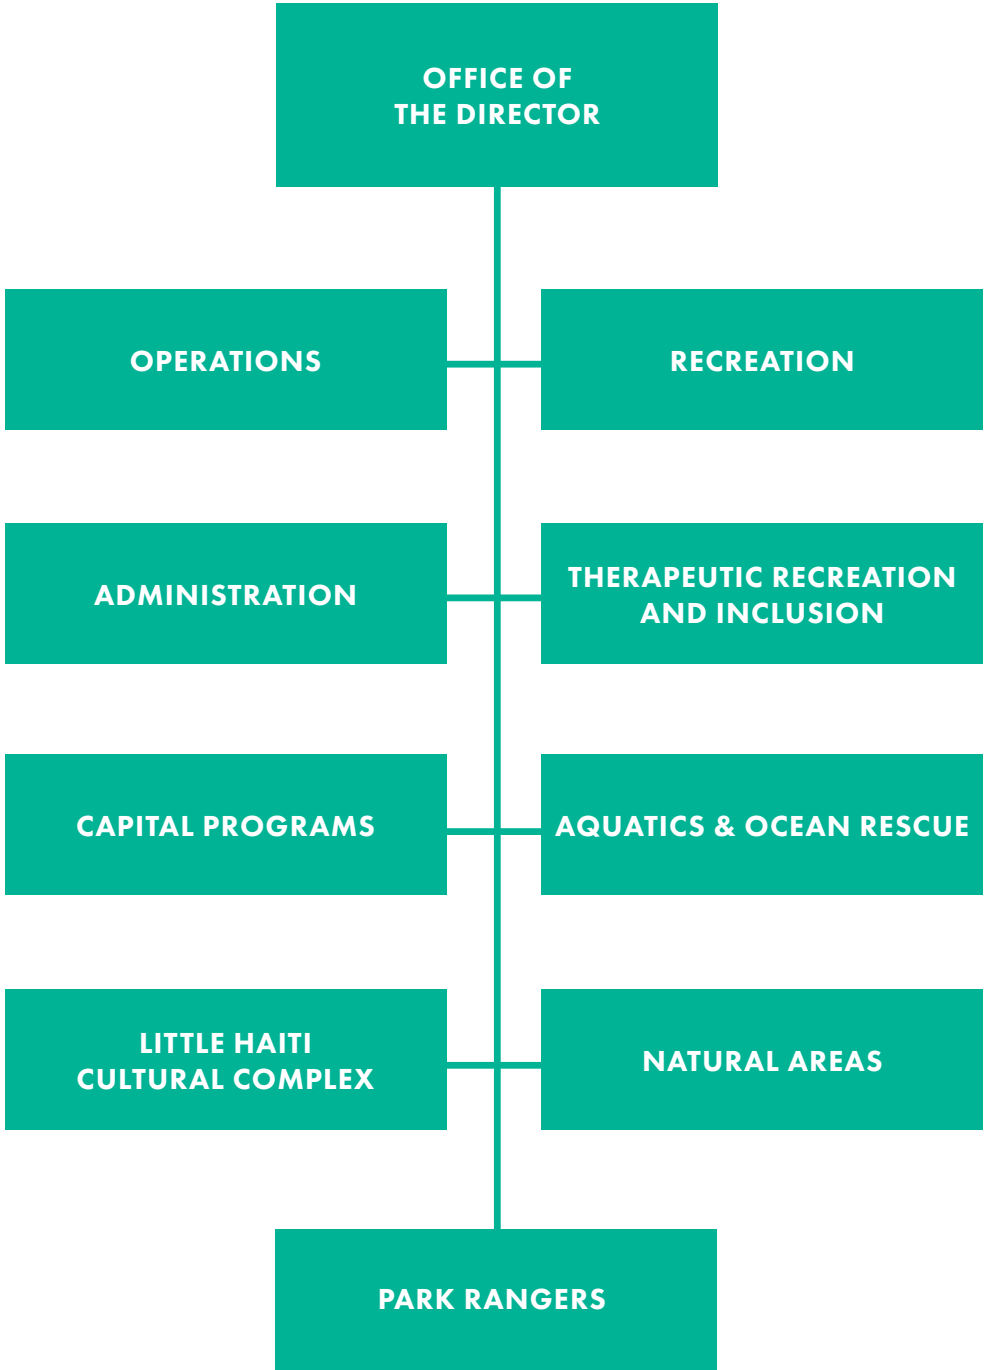 OFFICE OF
THE DIRECTOR
OPERATIONS
RECREATION
ADMINISTRATION
THERAPEUTIC RECREATION
AND INCLUSION
CAPITAL PROGRAMS
AQUATICS & OCEAN RESCUE
LITTLE HAITI
CULTURAL COMPLEX
NATURAL AREAS
PARK RANGERS